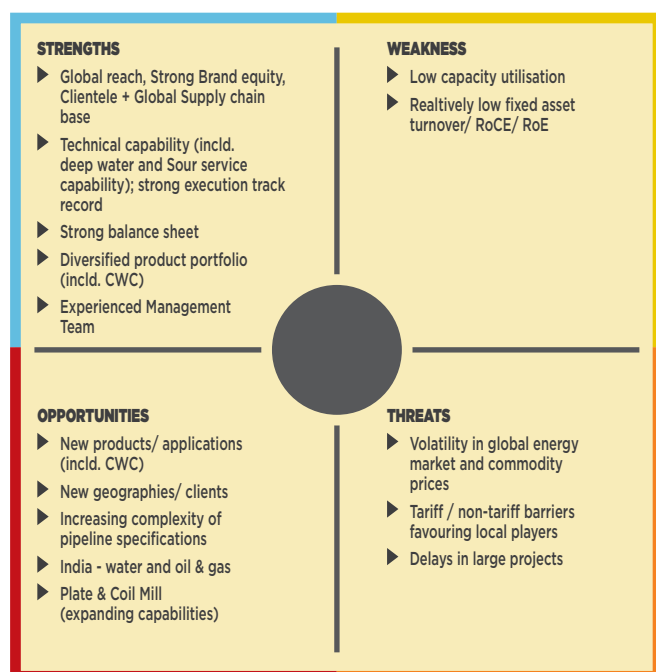 STRENGTHS
Global reach, Strong Brand equity,
Clientele + Global Supply chain
base
Technical capability (incld.
deep water and Sour service
capability); strong execution track
record
Strong balance sheet
Diversified product portfolio
(incld. CWC)
Experienced Management
Team
WEAKNESS
Low capacity utilisation
Realtively low fixed asset
turnover/ RoCE/ RoE
OPPORTUNITIES
New products/ applications
(incld. CWC)
New geographies/ clients
Increasing complexity of
pipeline specifications
India - water and oil & gas
Plate & Coil Mill
(expanding capabilities)
THREATS
Volatility in global energy
market and commodity
prices
Tariff / non-tariff barriers
favouring local players
Delays in large projects